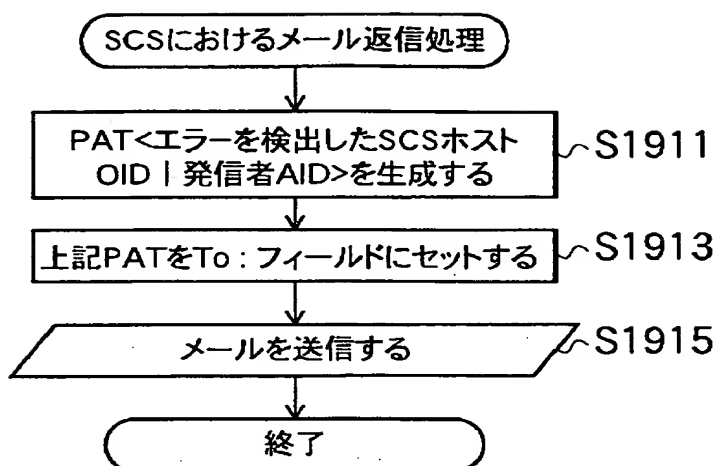 SCSにおけるメール返信処理
PAT<エラーを検出したSCSホスト
OID | 発信者AID>を生成する
S1911
上記PATをTo:フィールドにセットする
S1913
メールを送信する
S1915
終了